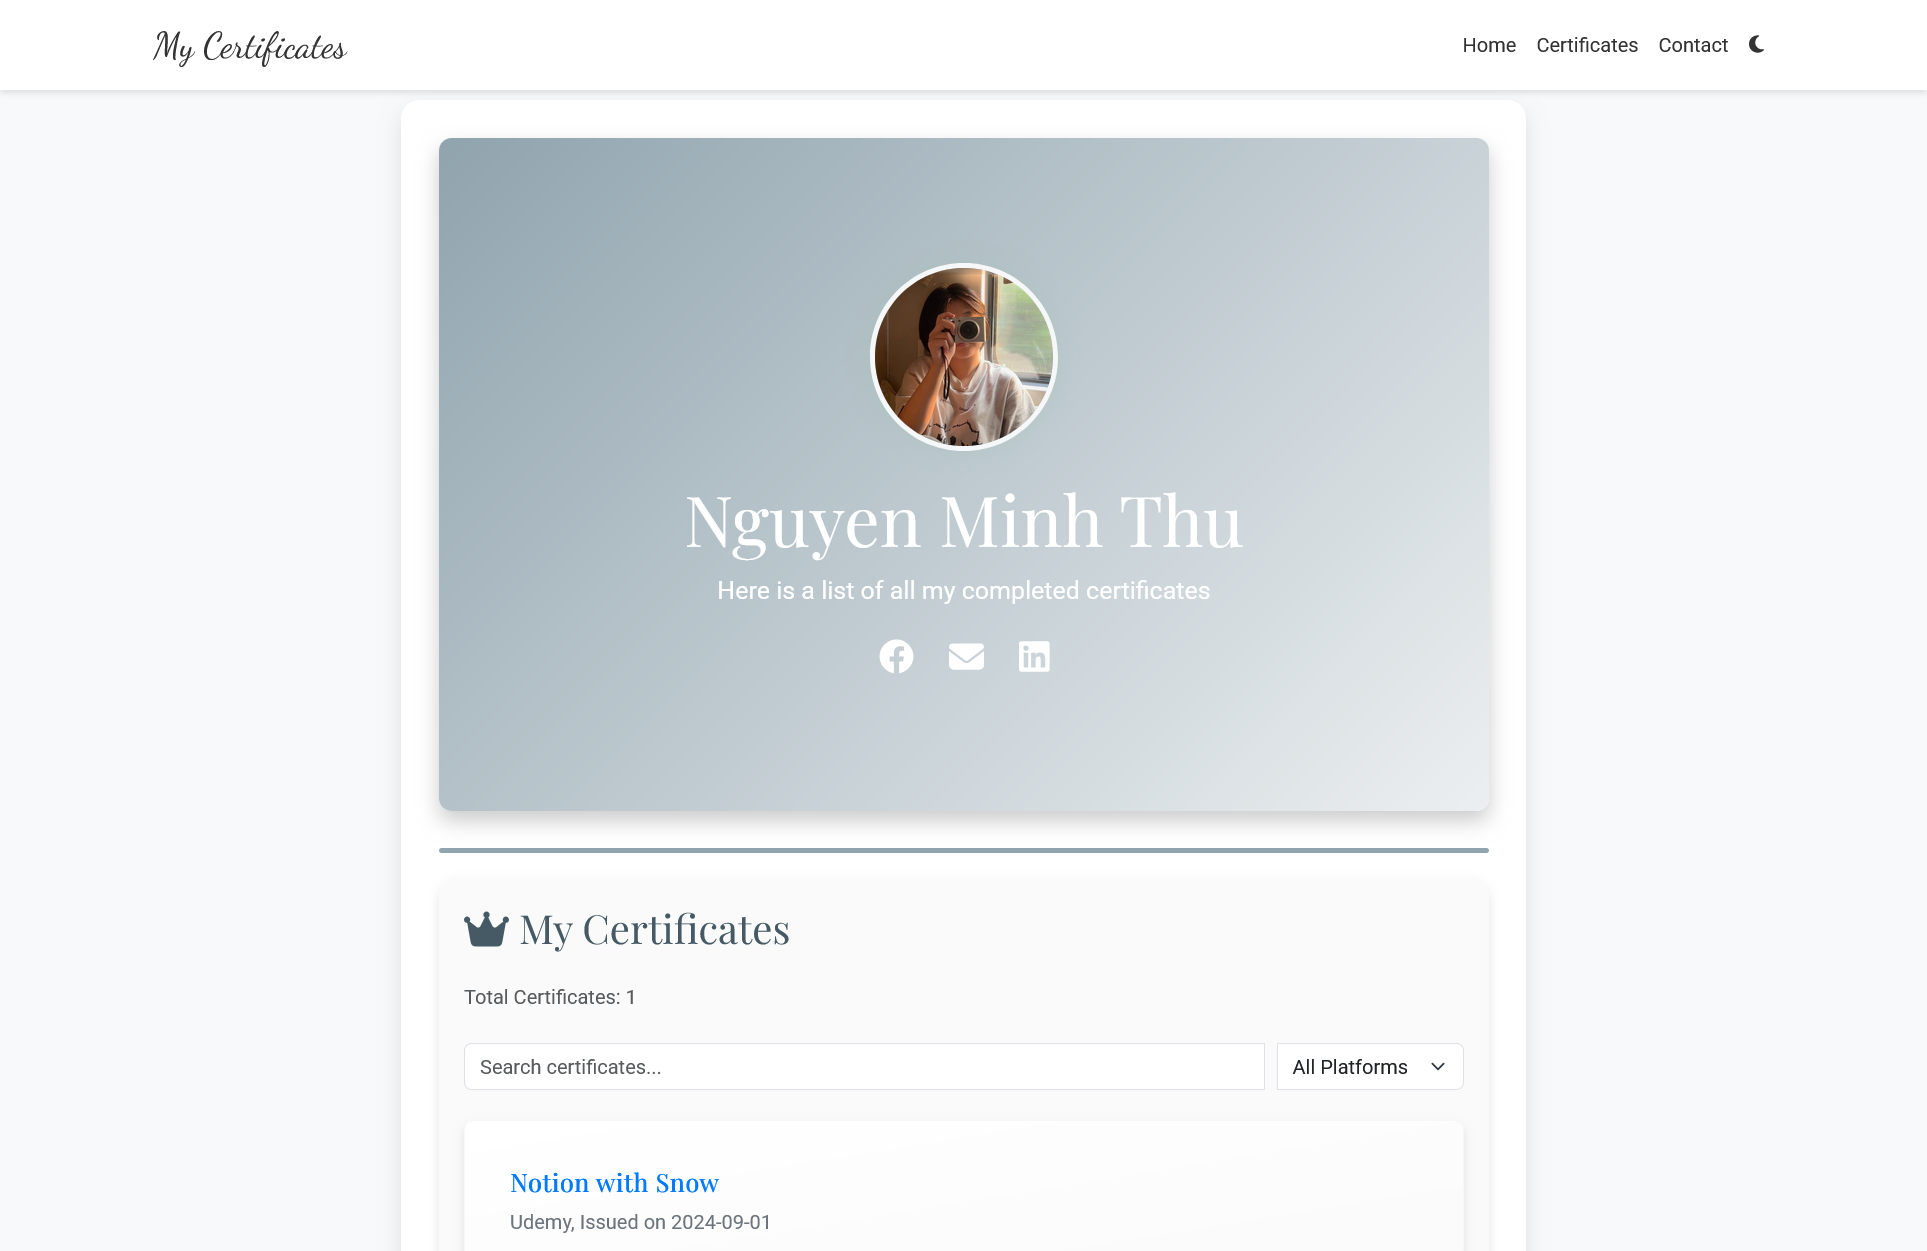 My Certificates
Home Certificates Contact
Nguyen Minh Thu
Here is a list of all my completed certificates
My Certificates
Total Certificates: 1
Search certificates... All Platforms
Notion with Snow
Udemy, Issued on 2024-09-01